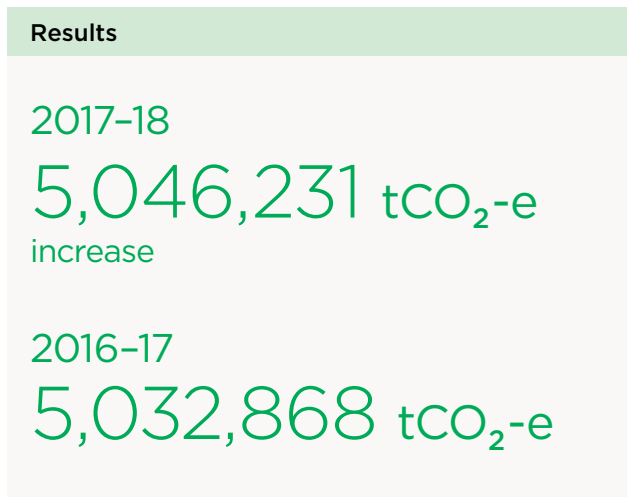 Results
2017–18
5,046,231 tCO₂-e
increase
2016–17
5,032,868 tCO₂-e